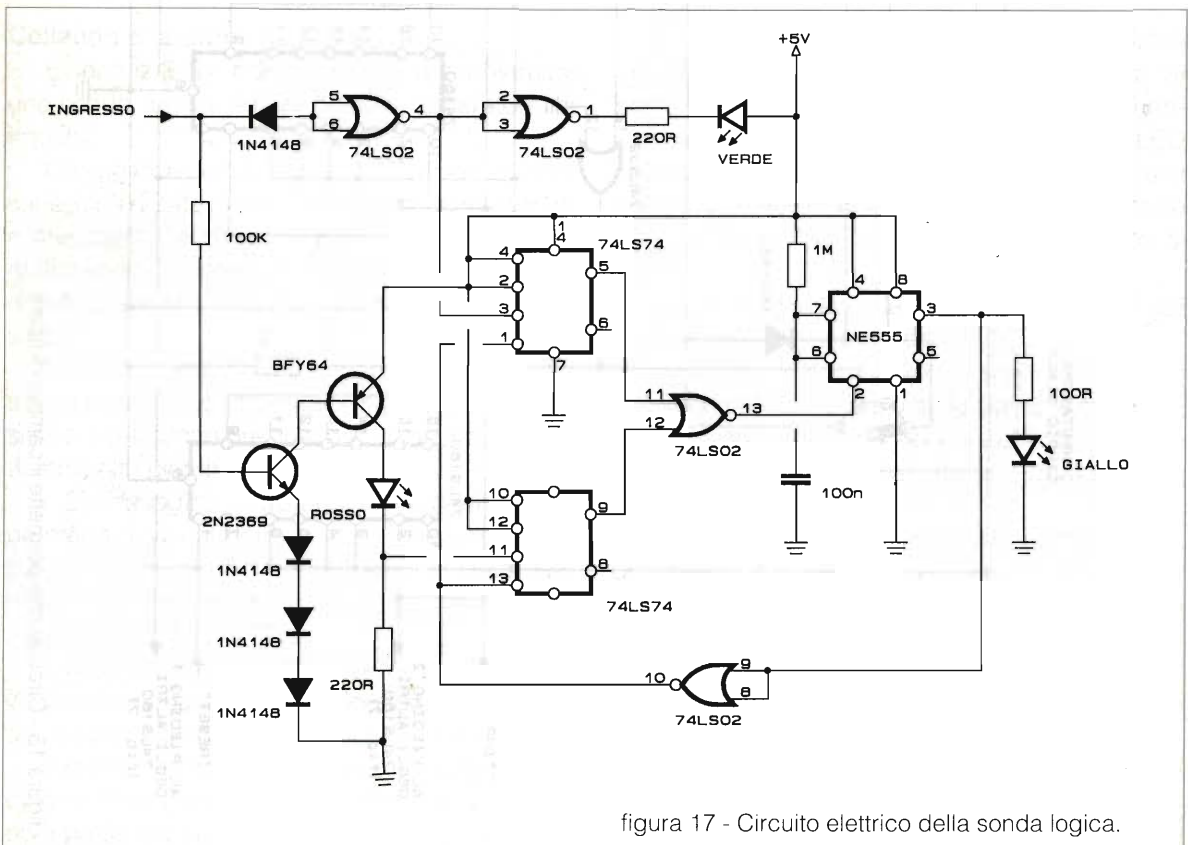 +5V
INGRESSO
5
6
4
2
3
1
1N4148
74LS02
74LS02
220R
VERDE
100K
1
4
74LS74
4
2
3
1
5
6
7
1M
4
8
7
6
NE555
3
5
2
1
BFY64
11
12
13
74LS02
100R
GIALLO
100n
2N2369
ROSSO
10
12
11
13
9
8
74LS74
1N4148
1N4148
1N4148
220R
10
9
8
74LS02
figura 17 - Circuito elettrico della sonda logica.